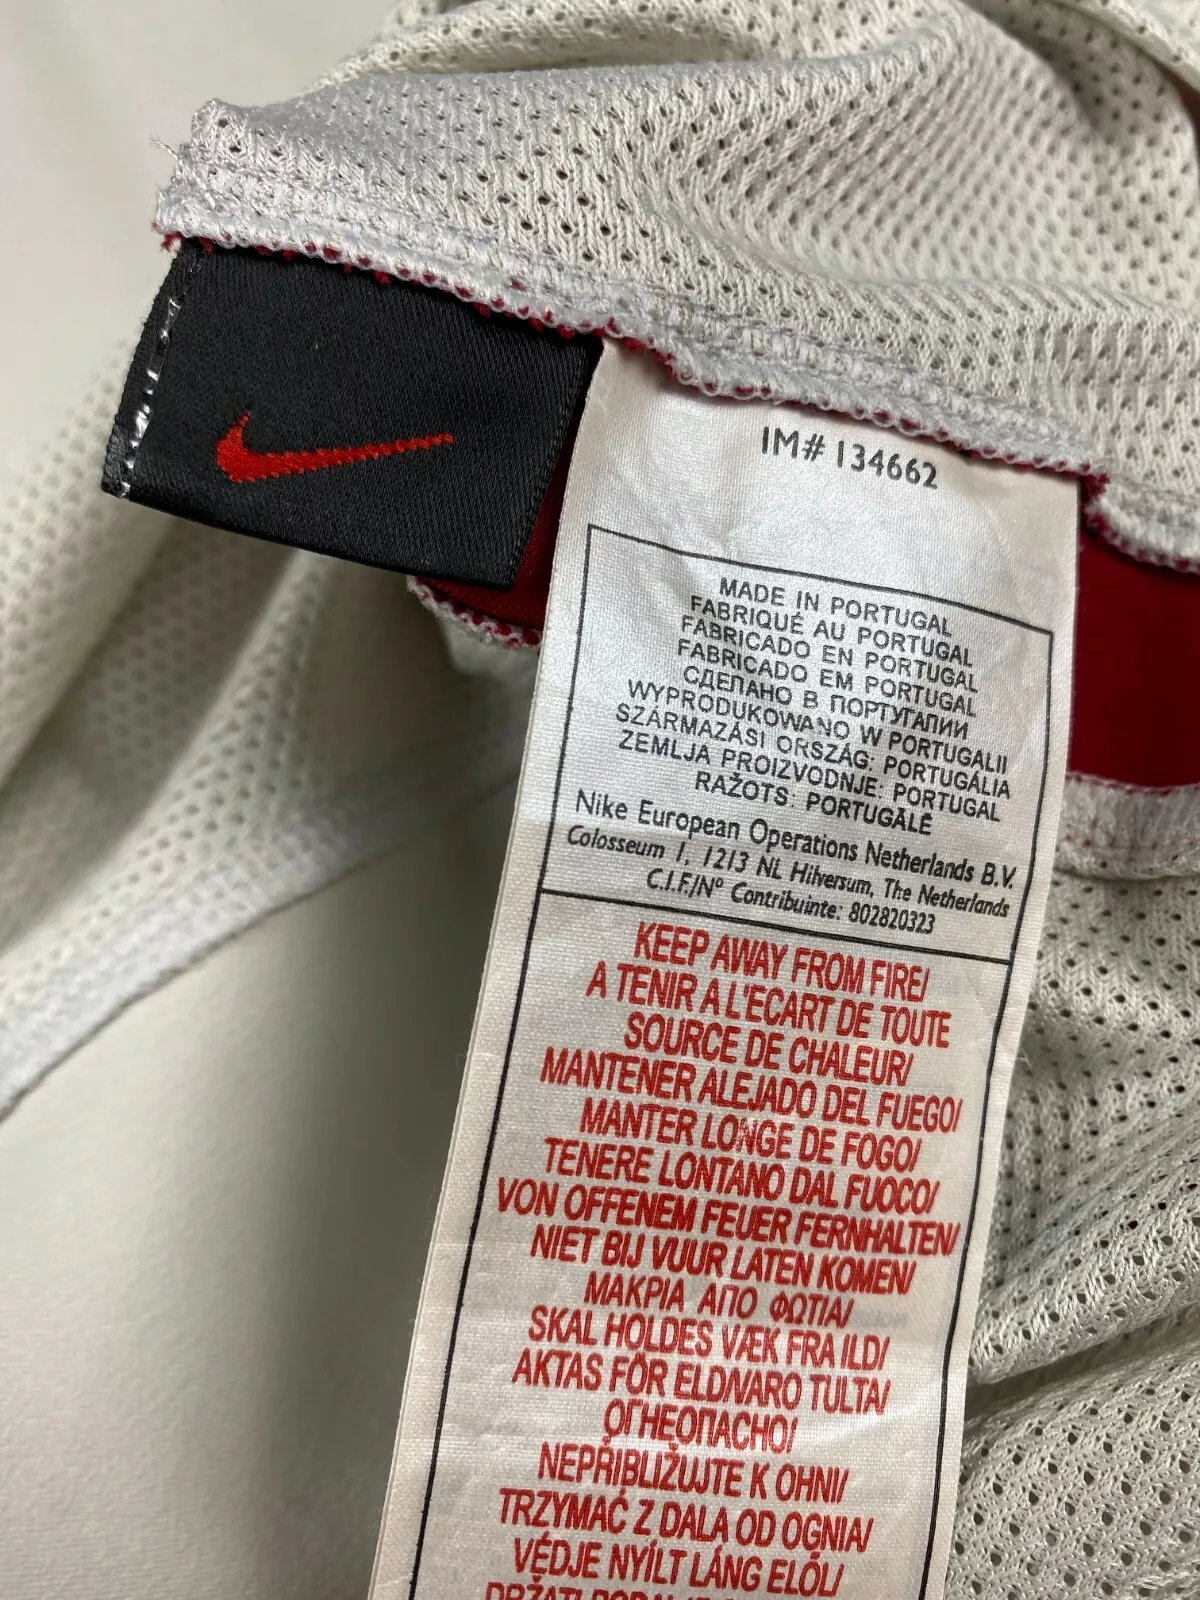 IM# 134662
MADE IN PORTUGAL
FABRIQUÉ AU PORTUGAL
FABRICADO EN PORTUGAL
FABRICADO EM PORTUGAL
СДЕЛАНО В ПОРТУГАЛИИ
WYPRODUKOWANO W PORTUGALII
SZÁRMAZÁSI ORSZÁG: PORTUGÁLIA
ZEMLJA PROIZVODNJE: PORTUGAL
RAŽOTS: PORTUGĀLĒ
Nike European Operations Netherlands B.V.
Colosseum 1, 1213 NL Hilversum, The Netherlands
C.I.F./Nº Contribuinte: 802820323
KEEP AWAY FROM FIRE/
A TENIR A L'ECART DE TOUTE
SOURCE DE CHALEUR/
MANTENER ALEJADO DEL FUEGO/
MANTER LONGE DE FOGO/
TENERE LONTANO DAL FUOCO/
VON OFFENEM FEUER FERNHALTEN/
NIET BIJ VUUR LATEN KOMEN/
ΜΑΚΡΙΑ ΑΠΟ ΦΩΤΙΑ/
SKAL HOLDES VÆK FRA ILD/
AKTAS FÖR ELD/VARO TULTA/
ОГНЕОПАСНО/
NEPŘIBLIŽUJTE K OHNI/
TRZYMAĆ Z DALA OD OGNIA/
VÉDJE NYÍLT LÁNG ELŐL/
DRŽATI